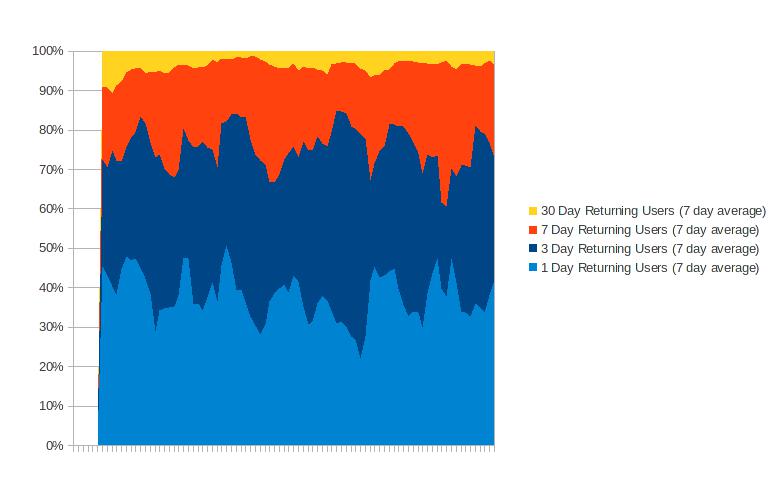 100%
90%
80%
70%
60%
50%
40%
30%
20%
10%
0%
30 Day Returning Users (7 day average)
7 Day Returning Users (7 day average)
3 Day Returning Users (7 day average)
1 Day Returning Users (7 day average)